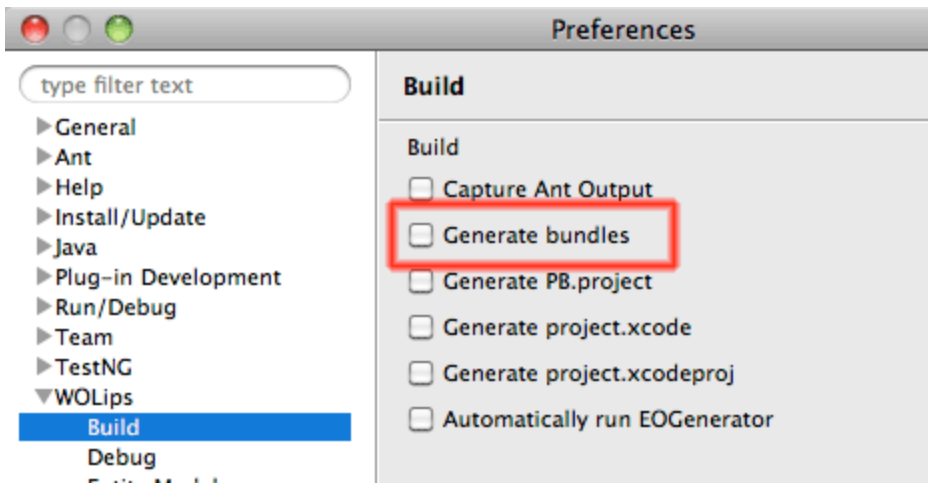 Preferences
type filter text
General
Ant
Help
Install/Update
Java
Plug-in Development
Run/Debug
Team
TestNG
WOLips
Build
Debug
Build
Build
Capture Ant Output
Generate bundles
Generate PB.project
Generate project.xcode
Generate project.xcodeproj
Automatically run EOGenerator